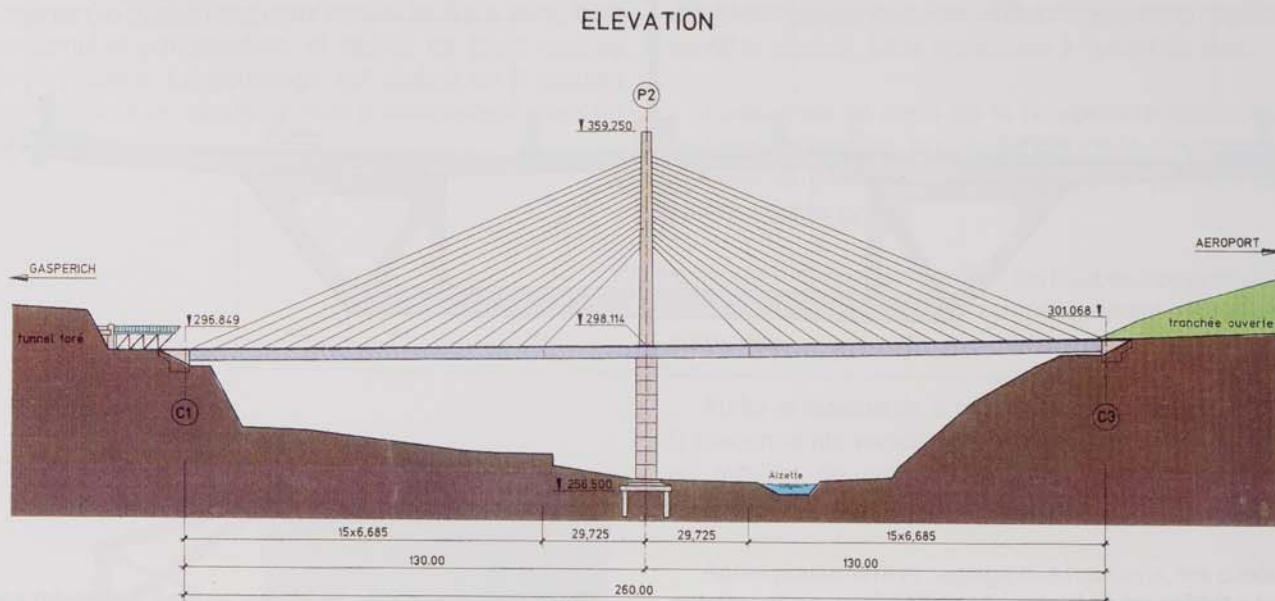 ELEVATION
P2
359.250
GASPERICH
AEROPORT
296.849
298.114
301.068
tunnel foré
tranchée ouverte
C1
C3
256.500
Alzette
15x6,685
29,725
29,725
15x6,685
130.00
130.00
260.00